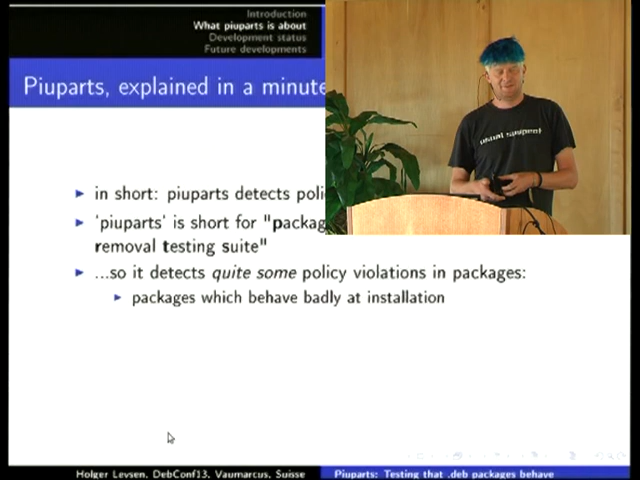 Introduction
What piuparts is about
Development status
Future developments
Piuparts, explained in a minute
in short: piuparts detects poli
'piuparts' is short for "packag
removal testing suite"
...so it detects quite some policy violations in packages:
packages which behave badly at installation
usual suspect
Holger Levsen, DebConf13, Vaumarcus, Suisse
Piuparts: Testing that .deb packages behave